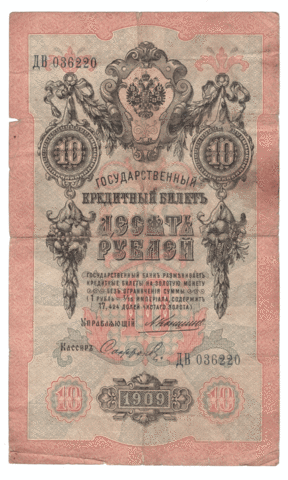 ДВ 036220
10 10
ГОСУДАРСТВЕННЫЙ
КРЕДИТНЫЙ БИЛЕТЪ
ДЕСЯТЬ
РУБЛЕЙ
ГОСУДАРСТВЕННЫЙ БАНКЪ РАЗМѢНИВАЕТЪ
КРЕДИТНЫЕ БИЛЕТЫ НА ЗОЛОТУЮ МОНЕТУ
БЕЗЪ ОГРАНИЧЕНІЯ СУММЫ
(1 РУБЛЬ = 1/15 ИМПЕРІАЛА, СОДЕРЖИТЪ
17,424 ДОЛЕЙ ЧИСТАГО ЗОЛОТА)
УПРАВЛЯЮЩІЙ
Кассиръ
ДВ 036220
10 1909 10